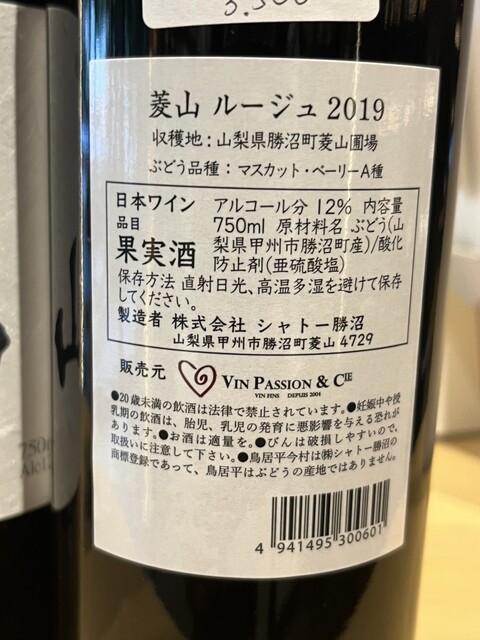 3,300
菱山 ルージュ 2019
収穫地：山梨県勝沼町菱山圃場
ぶどう品種：マスカット・ベーリーA種
日本ワイン アルコール分 12% 内容量
品目 750ml 原材料名 ぶどう(山
果実酒 梨県甲州市勝沼町産)/酸化
防止剤(亜硫酸塩)
保存方法 直射日光、高温多湿を避けて保存
してください。
製造者 株式会社 シャトー勝沼
山梨県甲州市勝沼町菱山 4729
販売元 VIN PASSION & CIE
VIN FINS DEPUIS 2004
●20歳未満の飲酒は法律で禁止されています。●妊娠中や授
乳期の飲酒は、胎児、乳児の発育に悪影響を与える恐れが
あります。●お酒は適量を。●びんは破損しやすいので、
取扱いに注意して下さい。●鳥居平今村は㈱シャトー勝沼の
商標登録であって、鳥居平はぶどうの産地ではありません。
4 941495 300601